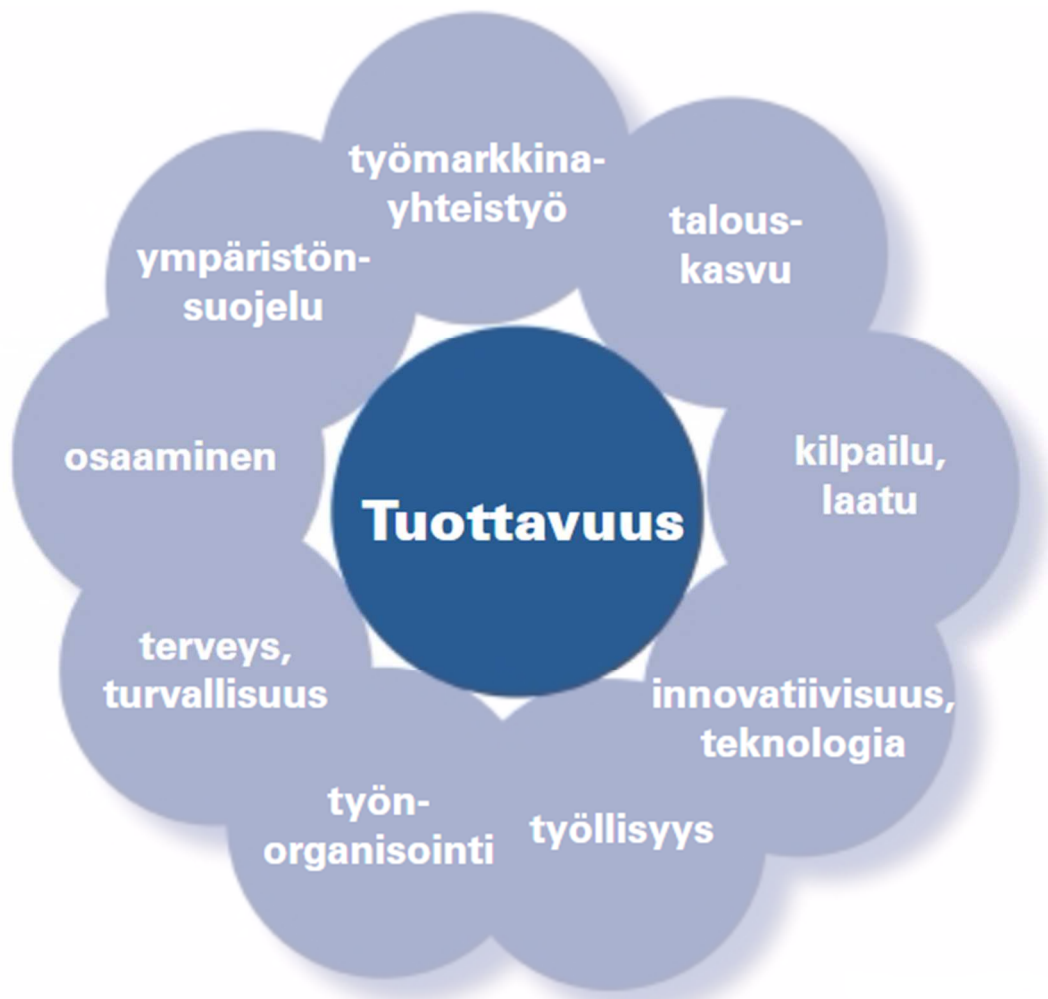 työmarkkina-
yhteistyö
talous-
kasvu
kilpailu,
laatu
innovatiivisuus,
teknologia
työllisyys
työn-
organisointi
terveys,
turvallisuus
osaaminen
ympäristön-
suojelu
Tuottavuus